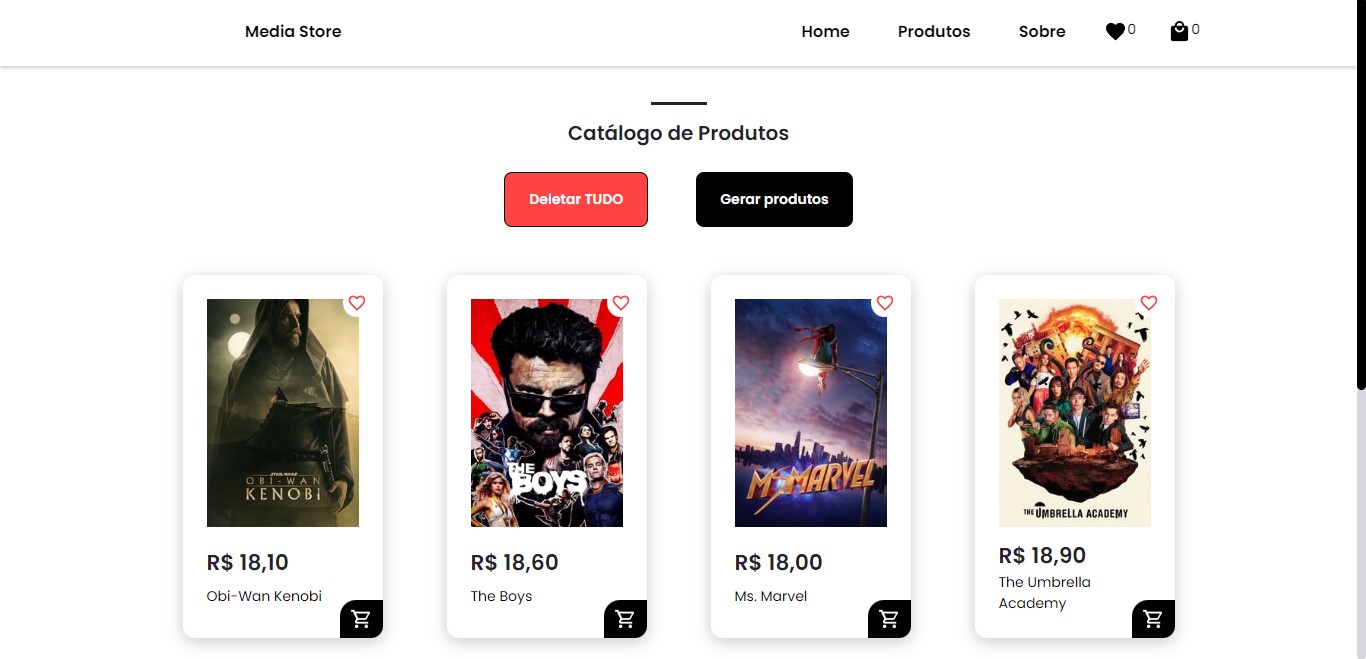 Media Store
Home
Produtos
Sobre
0
0
Catálogo de Produtos
Deletar TUDO
Gerar produtos
STAR WARS
OBI-WAN
KENOBI
THE
BOYS
MS. MARVEL
THE UMBRELLA ACADEMY
R$ 18,10
Obi-Wan Kenobi
R$ 18,60
The Boys
R$ 18,00
Ms. Marvel
R$ 18,90
The Umbrella
Academy